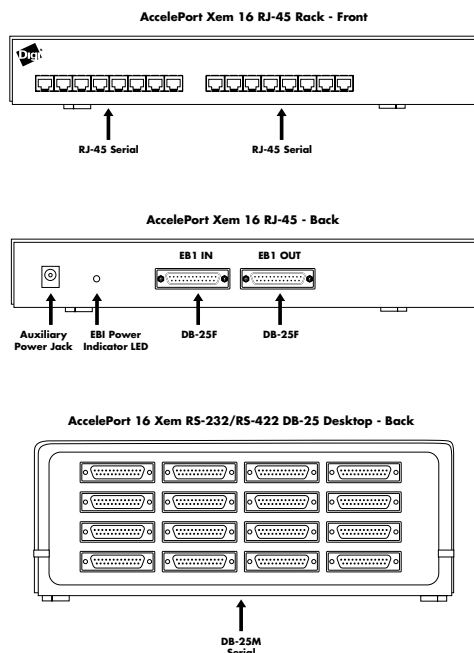 AccelePort Xem 16 RJ-45 Rack - Front
Digi
RJ-45 Serial
RJ-45 Serial
AccelePort Xem 16 RJ-45 - Back
EB1 IN
EB1 OUT
Auxiliary
Power Jack
EBI Power
Indicator LED
DB-25F
DB-25F
AccelePort 16 Xem RS-232/RS-422 DB-25 Desktop - Back
DB-25M
Serial